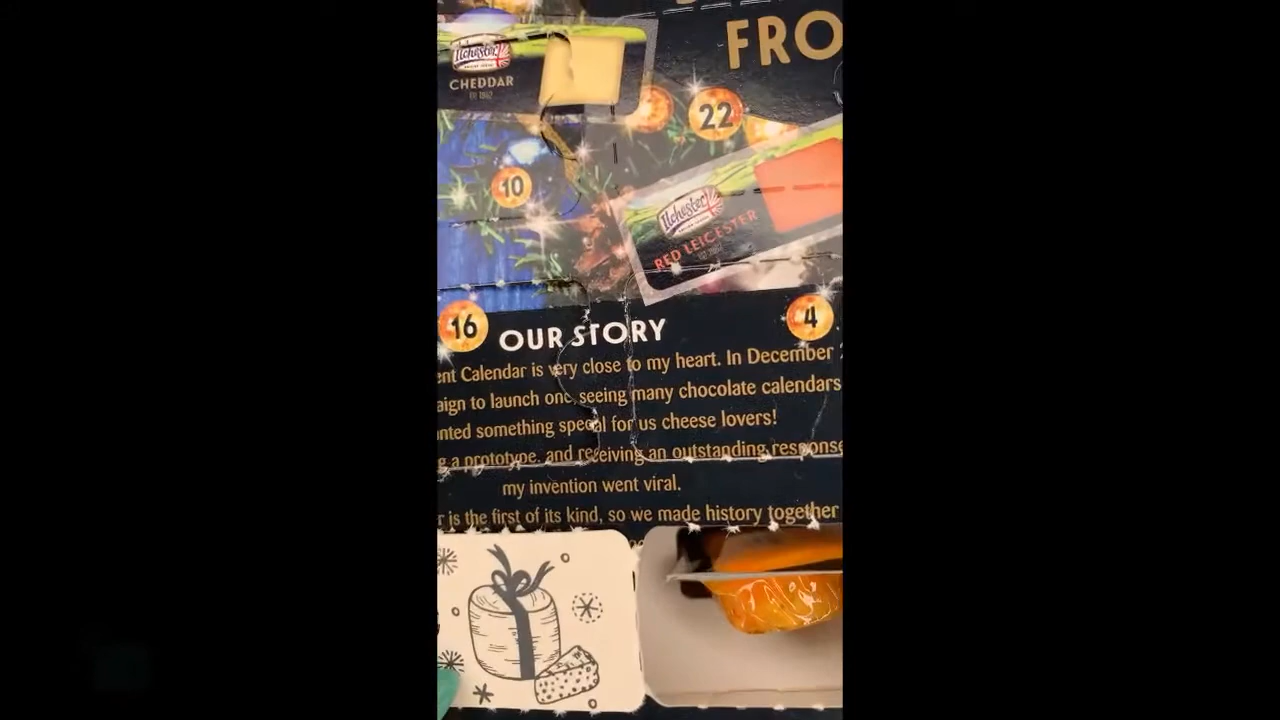 FRO
Ilchester
CHEDDAR
22
10
Ilchester
RED LEICESTER
16
OUR STORY
4
ent Calendar is very close to my heart. In December
aign to launch one, seeing many chocolate calendars
nted something special for us cheese lovers!
g a prototype, and receiving an outstanding response
my invention went viral.
r is the first of its kind, so we made history together